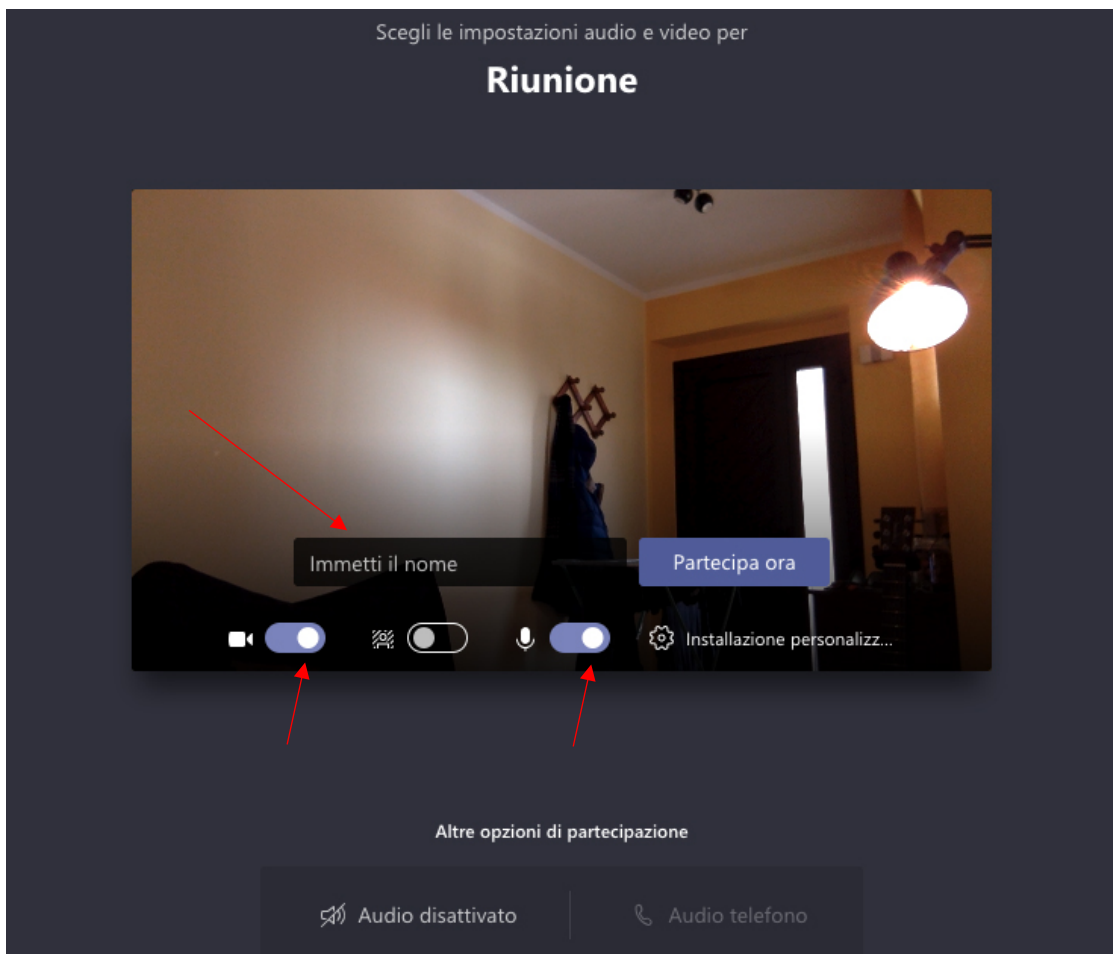 Scegli le impostazioni audio e video per
Riunione
Immetti il nome
Partecipa ora
Installazione personalizz...
Altre opzioni di partecipazione
Audio disattivato
Audio telefono